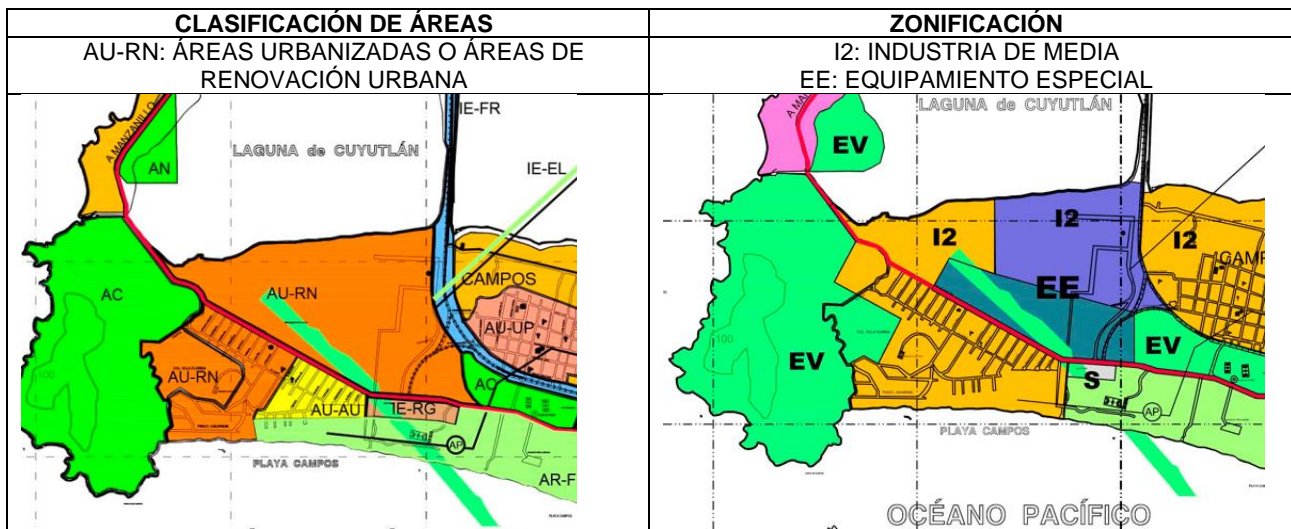 CLASIFICACIÓN DE ÁREAS
ZONIFICACIÓN
AU-RN: ÁREAS URBANIZADAS O ÁREAS DE
RENOVACIÓN URBANA
I2: INDUSTRIA DE MEDIA
EE: EQUIPAMIENTO ESPECIAL
IE-FR
A MANZANILLO
LAGUNA de CUYUTLÁN
AN
IE-EL
AC
AU-RN
CAMPOS
AU-UP
100
AU-RN
AC
AU-AU
IE-RG
AP
PLAYA CAMPOS
AR-F
LAGUNA de CUYUTLÁN
EV
I2
I2
I2
EE
EV
100
EV
S
AP
PLAYA CAMPOS
OCÉANO PACÍFICO